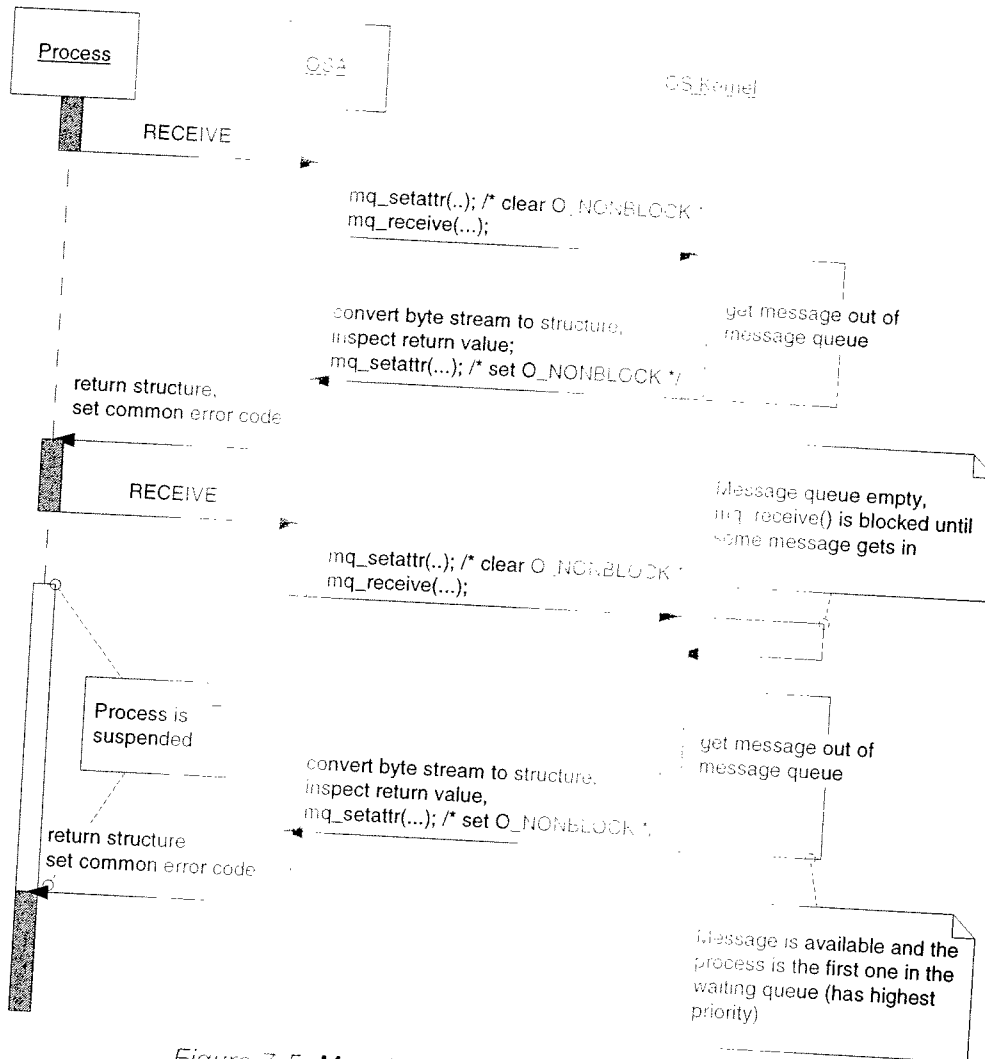 Process
OS Kernel
RECEIVE
mq_setattr(..); /* clear O_NONBLOCK *
mq_receive(...);
convert byte stream to structure,
inspect return value;
mq_setattr(...); /* set O_NONBLOCK */
get message out of
message queue
return structure,
set common error code
RECEIVE
Message queue empty,
mq_receive() is blocked until
some message gets in
mq_setattr(..); /* clear O_NONBLOCK *
mq_receive(...);
Process is
suspended
get message out of
message queue
convert byte stream to structure,
inspect return value,
mq_setattr(...); /* set O_NONBLOCK *
return structure
set common error code
Message is available and the
process is the first one in the
waiting queue (has highest
priority)